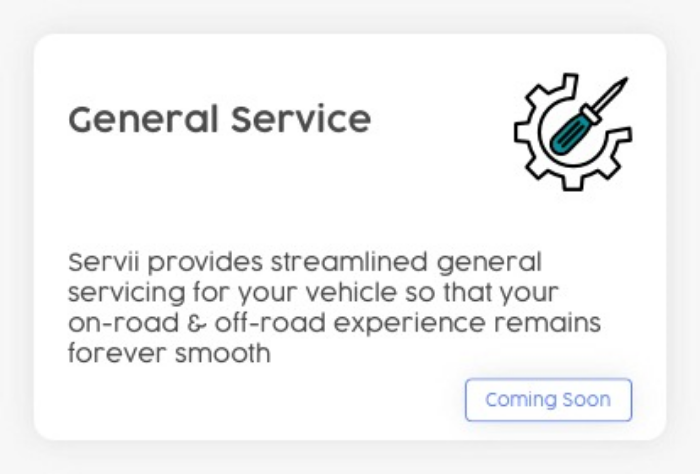 General Service
Servii provides streamlined general
servicing for your vehicle so that your
on-road & off-road experience remains
forever smooth
Coming Soon